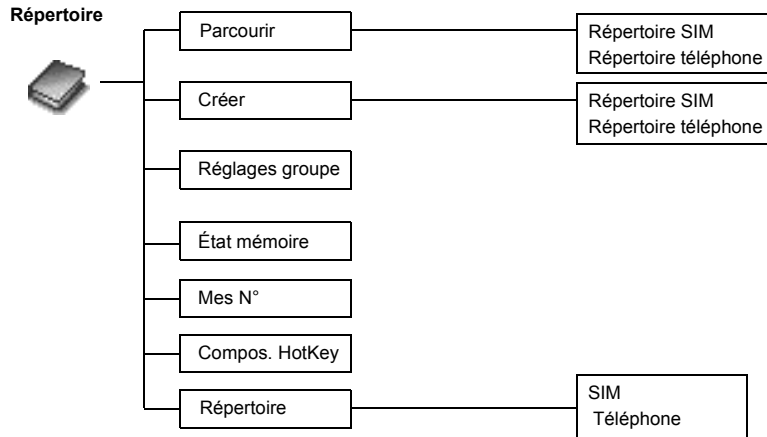 Répertoire
Parcourir
Répertoire SIM
Répertoire téléphone
Créer
Répertoire SIM
Répertoire téléphone
Réglages groupe
État mémoire
Mes N°
Compos. HotKey
Répertoire
SIM
Téléphone